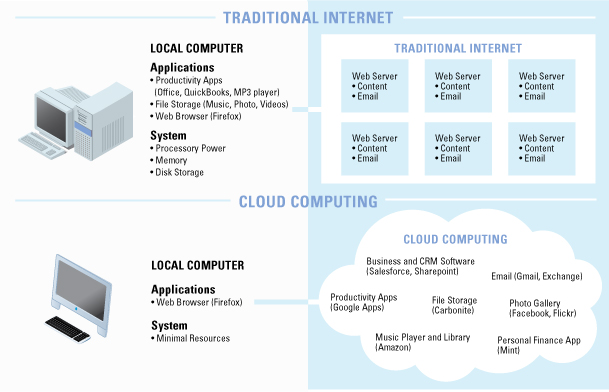 TRADITIONAL INTERNET
LOCAL COMPUTER
Applications
• Productivity Apps
(Office, QuickBooks, MP3 player)
• File Storage (Music, Photo, Videos)
• Web Browser (Firefox)
System
• Processory Power
• Memory
• Disk Storage
TRADITIONAL INTERNET
Web Server
• Content
• Email
Web Server
• Content
• Email
Web Server
• Content
• Email
Web Server
• Content
• Email
Web Server
• Content
• Email
Web Server
• Content
• Email
CLOUD COMPUTING
LOCAL COMPUTER
Applications
• Web Browser (Firefox)
System
• Minimal Resources
CLOUD COMPUTING
Business and CRM Software
(Salesforce, Sharepoint)
Email (Gmail, Exchange)
Productivity Apps
(Google Apps)
File Storage
(Carbonite)
Photo Gallery
(Facebook, Flickr)
Music Player and Library
(Amazon)
Personal Finance App
(Mint)